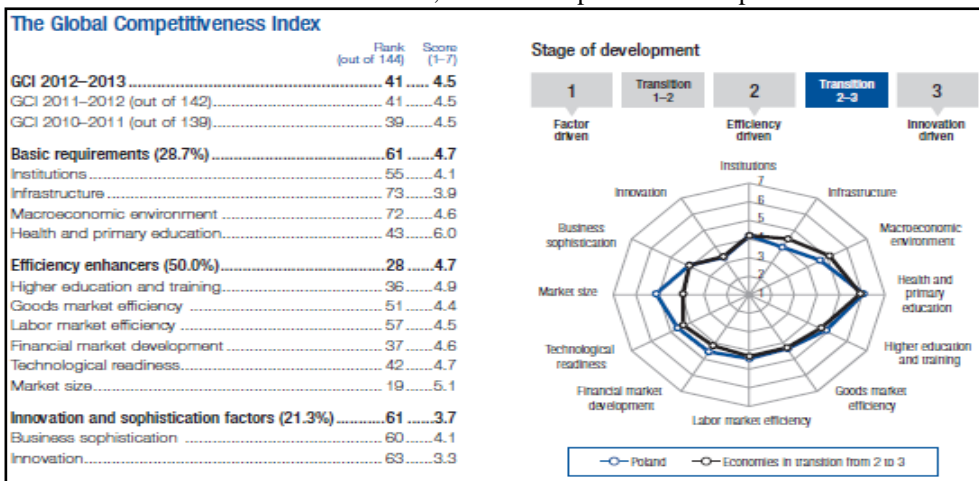 The Global Competitiveness Index
Rank Score
(out of 144) (1–7)
GCI 2012–2013 41 4.5
GCI 2011–2012 (out of 142) 41 4.5
GCI 2010–2011 (out of 139) 39 4.5
Basic requirements (28.7%) 61 4.7
Institutions 55 4.1
Infrastructure 73 3.9
Macroeconomic environment 72 4.6
Health and primary education 43 6.0
Efficiency enhancers (50.0%) 28 4.7
Higher education and training 36 4.9
Goods market efficiency 51 4.4
Labor market efficiency 57 4.5
Financial market development 37 4.6
Technological readiness 42 4.7
Market size 19 5.1
Innovation and sophistication factors (21.3%) 61 3.7
Business sophistication 60 4.1
Innovation 63 3.3
Stage of development
1
Transition
1–2
2
Transition
2–3
3
Factor
driven
Efficiency
driven
Innovation
driven
Institutions
Infrastructure
Macroeconomic
environment
Health and
primary
education
Higher education
and training
Goods market
efficiency
Labor market efficiency
Financial market
development
Technological
readiness
Market size
Business
sophistication
Innovation
7
6
5
4
3
2
1
Poland
Economies in transition from 2 to 3